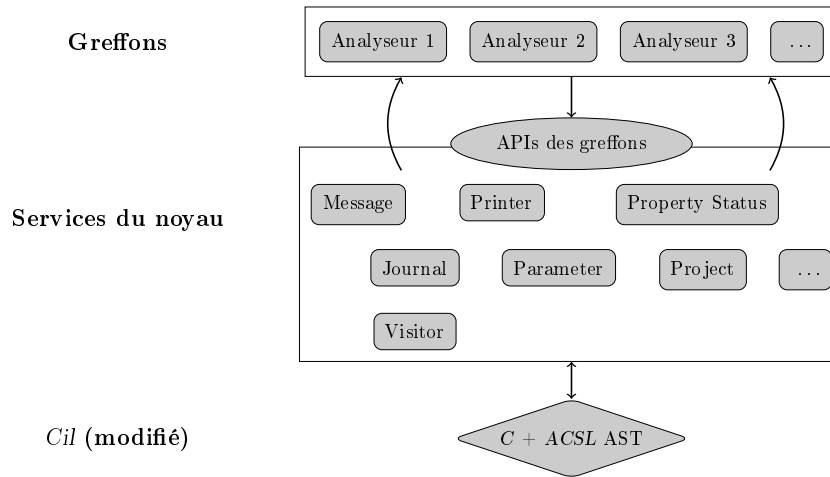 Greffons
Analyseur 1 Analyseur 2 Analyseur 3 ...
APIs des greffons
Services du noyau
Message Printer Property Status
Journal Parameter Project ...
Visitor
Cil (modifié)
C + ACSL AST